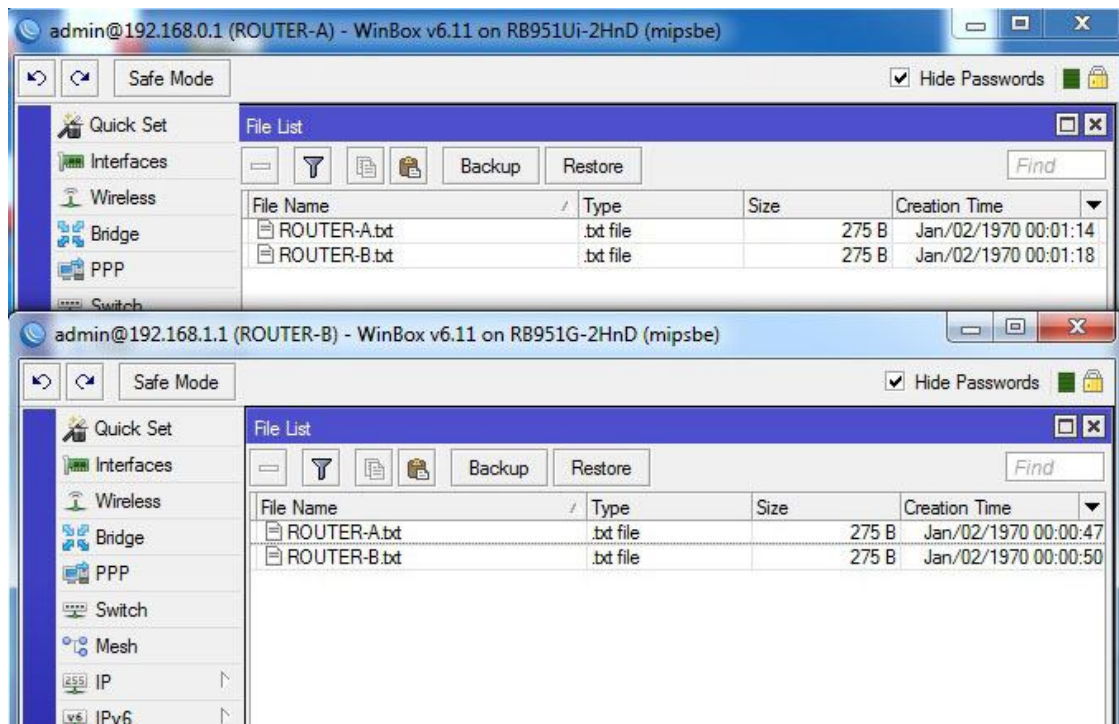 admin@192.168.0.1 (ROUTER-A) - WinBox v6.11 on RB951Ui-2HnD (mipsbe)
Safe Mode Hide Passwords
Quick Set File List
Interfaces Backup Restore Find
Wireless File Name Type Size Creation Time
ROUTER-A.txt .txt file 275 B Jan/02/1970 00:01:14
Bridge
ROUTER-B.txt .txt file 275 B Jan/02/1970 00:01:18
PPP
Switch
admin@192.168.1.1 (ROUTER-B) - WinBox v6.11 on RB951G-2HnD (mipsbe)
Safe Mode Hide Passwords
Quick Set File List
Interfaces Backup Restore Find
Wireless File Name Type Size Creation Time
ROUTER-A.txt .txt file 275 B Jan/02/1970 00:00:47
Bridge
ROUTER-B.txt .txt file 275 B Jan/02/1970 00:00:50
PPP
Switch
Mesh
255 IP
v6 IPv6